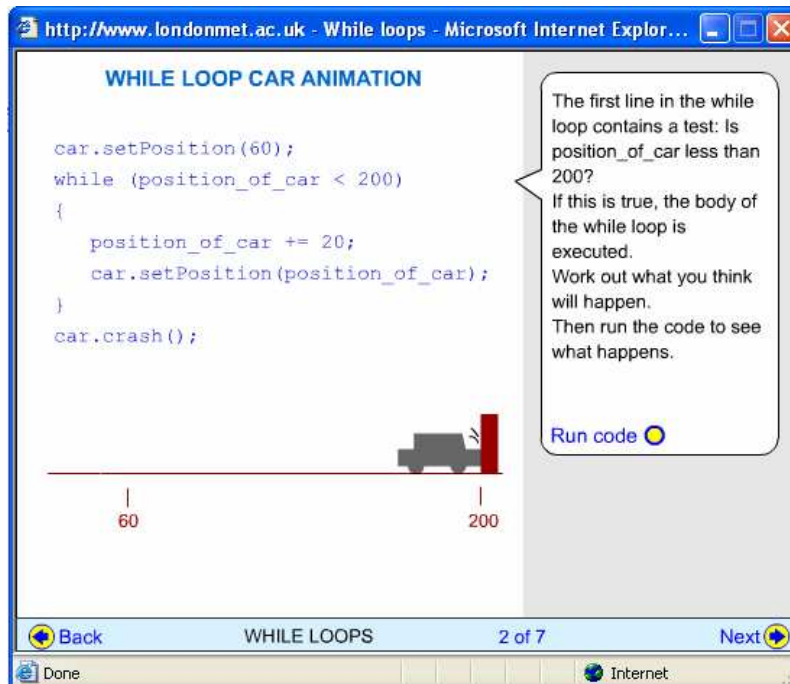 http://www.londonmet.ac.uk - While loops - Microsoft Internet Explor...
WHILE LOOP CAR ANIMATION
car.setPosition(60);
while (position_of_car < 200)
{
position_of_car += 20;
car.setPosition(position_of_car);
}
car.crash();
The first line in the while
loop contains a test: Is
position_of_car less than
200?
If this is true, the body of
the while loop is
executed.
Work out what you think
will happen.
Then run the code to see
what happens.
Run code
60
200
Back
WHILE LOOPS
2 of 7
Next
Done
Internet